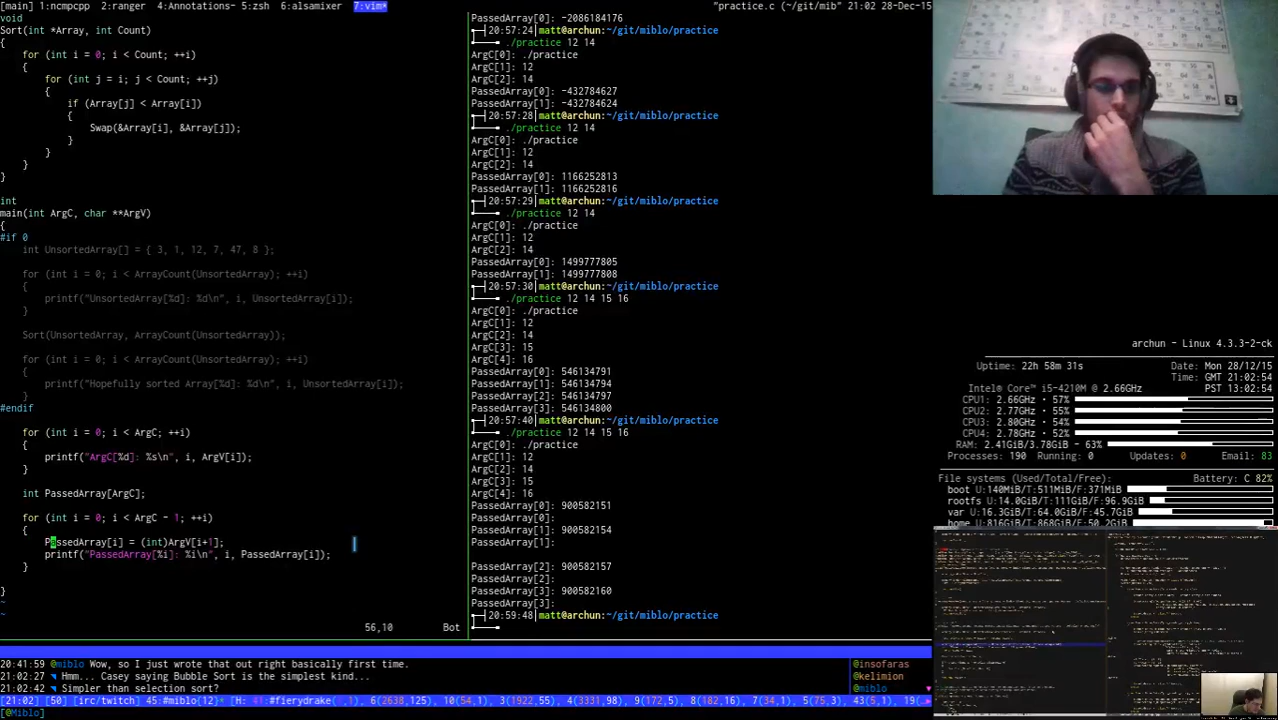 [main] 1:ncmpcpp 2:ranger 4:Annotations- 5:zsh 6:alsamixer 7:vim* "practice.c (~/git/mib" 21:02 28-Dec-15
void
Sort(int *Array, int Count)
{
for (int i = 0; i < Count; ++i)
{
for (int j = i; j < Count; ++j)
{
if (Array[j] < Array[i])
{
Swap(&Array[i], &Array[j]);
}
}
}
}
int
main(int ArgC, char **ArgV)
{
#if 0
int UnsortedArray[] = { 3, 1, 12, 7, 47, 8 };
for (int i = 0; i < ArrayCount(UnsortedArray); ++i)
{
printf("UnsortedArray[%d]: %d\n", i, UnsortedArray[i]);
}
Sort(UnsortedArray, ArrayCount(UnsortedArray));
for (int i = 0; i < ArrayCount(UnsortedArray); ++i)
{
printf("Hopefully sorted Array[%d]: %d\n", i, UnsortedArray[i]);
}
#endif
for (int i = 0; i < ArgC; ++i)
{
printf("ArgC[%d]: %s\n", i, ArgV[i]);
}
int PassedArray[ArgC];
for (int i = 0; i < ArgC - 1; ++i)
{
PassedArray[i] = (int)ArgV[i+1];
printf("PassedArray[%i]: %i\n", i, PassedArray[i]);
}
}
~
~
56,10 Bot
PassedArray[0]: -2086184176
20:57:24 matt@archun:~/git/miblo/practice
./practice 12 14
ArgC[0]: ./practice
ArgC[1]: 12
ArgC[2]: 14
PassedArray[0]: -432784627
PassedArray[1]: -432784624
20:57:28 matt@archun:~/git/miblo/practice
./practice 12 14
ArgC[0]: ./practice
ArgC[1]: 12
ArgC[2]: 14
PassedArray[0]: 1166252813
PassedArray[1]: 1166252816
20:57:29 matt@archun:~/git/miblo/practice
./practice 12 14
ArgC[0]: ./practice
ArgC[1]: 12
ArgC[2]: 14
PassedArray[0]: 1499777805
PassedArray[1]: 1499777808
20:57:30 matt@archun:~/git/miblo/practice
./practice 12 14 15 16
ArgC[0]: ./practice
ArgC[1]: 12
ArgC[2]: 14
ArgC[3]: 15
ArgC[4]: 16
PassedArray[0]: 546134791
PassedArray[1]: 546134794
PassedArray[2]: 546134797
PassedArray[3]: 546134800
20:57:40 matt@archun:~/git/miblo/practice
./practice 12 14 15 16
ArgC[0]: ./practice
ArgC[1]: 12
ArgC[2]: 14
ArgC[3]: 15
ArgC[4]: 16
PassedArray[0]: 900582151
PassedArray[0]:
PassedArray[1]: 900582154
PassedArray[1]:
PassedArray[2]: 900582157
PassedArray[2]:
PassedArray[3]: 900582160
PassedArray[3]:
20:59:48 matt@archun:~/git/miblo/practice
archun - Linux 4.3.3-2-ck
Uptime: 22h 58m 31s Date: Mon 28/12/15
Time: GMT 21:02:54
PST 13:02:54
Intel® Core™ i5-4210M @ 2.66GHz
CPU1: 2.66GHz • 57%
CPU2: 2.77GHz • 55%
CPU3: 2.80GHz • 54%
CPU4: 2.78GHz • 52%
RAM: 2.41GiB/3.78GiB - 63%
Processes: 190 Running: 0 Updates: 0 Email: 83
File systems (Used/Total/Free): Battery: C 82%
boot U:140MiB/T:511MiB/F:371MiB
rootfs U:14.0GiB/T:111GiB/F:96.9GiB
var U:16.3GiB/T:64.0GiB/F:45.7GiB
home U:816GiB/T:868GiB/F:50.2GiB
20:41:59 @miblo Wow, so I just wrote that out right basically first time.
21:02:27 Hmm... Casey saying Bubble Sort is the simplest kind...
21:02:42 Simpler than selection sort?
@insofaras
@kelimion
@miblo
[21:02] [50] [irc/twitch] 45:#miblo(12)
[@Miblo]